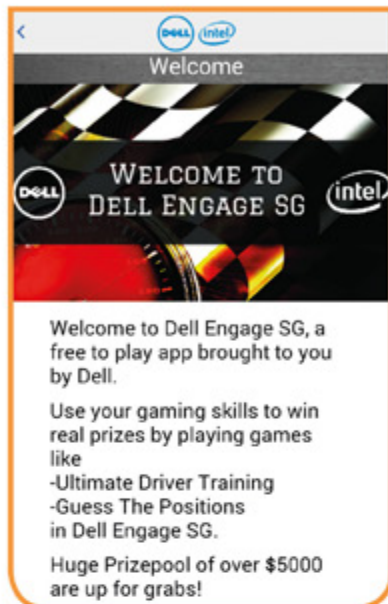 DELL intel
Welcome
WELCOME TO
DELL ENGAGE SG
DELL
intel
Welcome to Dell Engage SG, a
free to play app brought to you
by Dell.
Use your gaming skills to win
real prizes by playing games
like
-Ultimate Driver Training
-Guess The Positions
in Dell Engage SG.
Huge Prizepool of over $5000
are up for grabs!